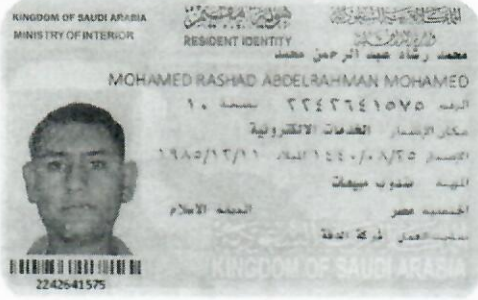 KINGDOM OF SAUDI ARABIA
MINISTRY OF INTERIOR
هوية مقيم
RESIDENT IDENTITY
المملكة العربية السعودية
وزارة الداخلية
محمد رشاد عبد الرحمن محمد
MOHAMED RASHAD ABDELRAHMAN MOHAMED
الرقم ٢٢٤٢٦٤١٥٧٥ نسخة ١٠
مكان الإصدار الخدمات الالكترونية
الاصدار ١٤٤٠/٠٨/٢٥ الميلاد ١٩٨٥/١٢/١١
المهنة مندوب مبيعات
الجنسية مصر الديانة الاسلام
صاحب العمل شركة
KINGDOM OF SAUDI ARABIA
2242641575